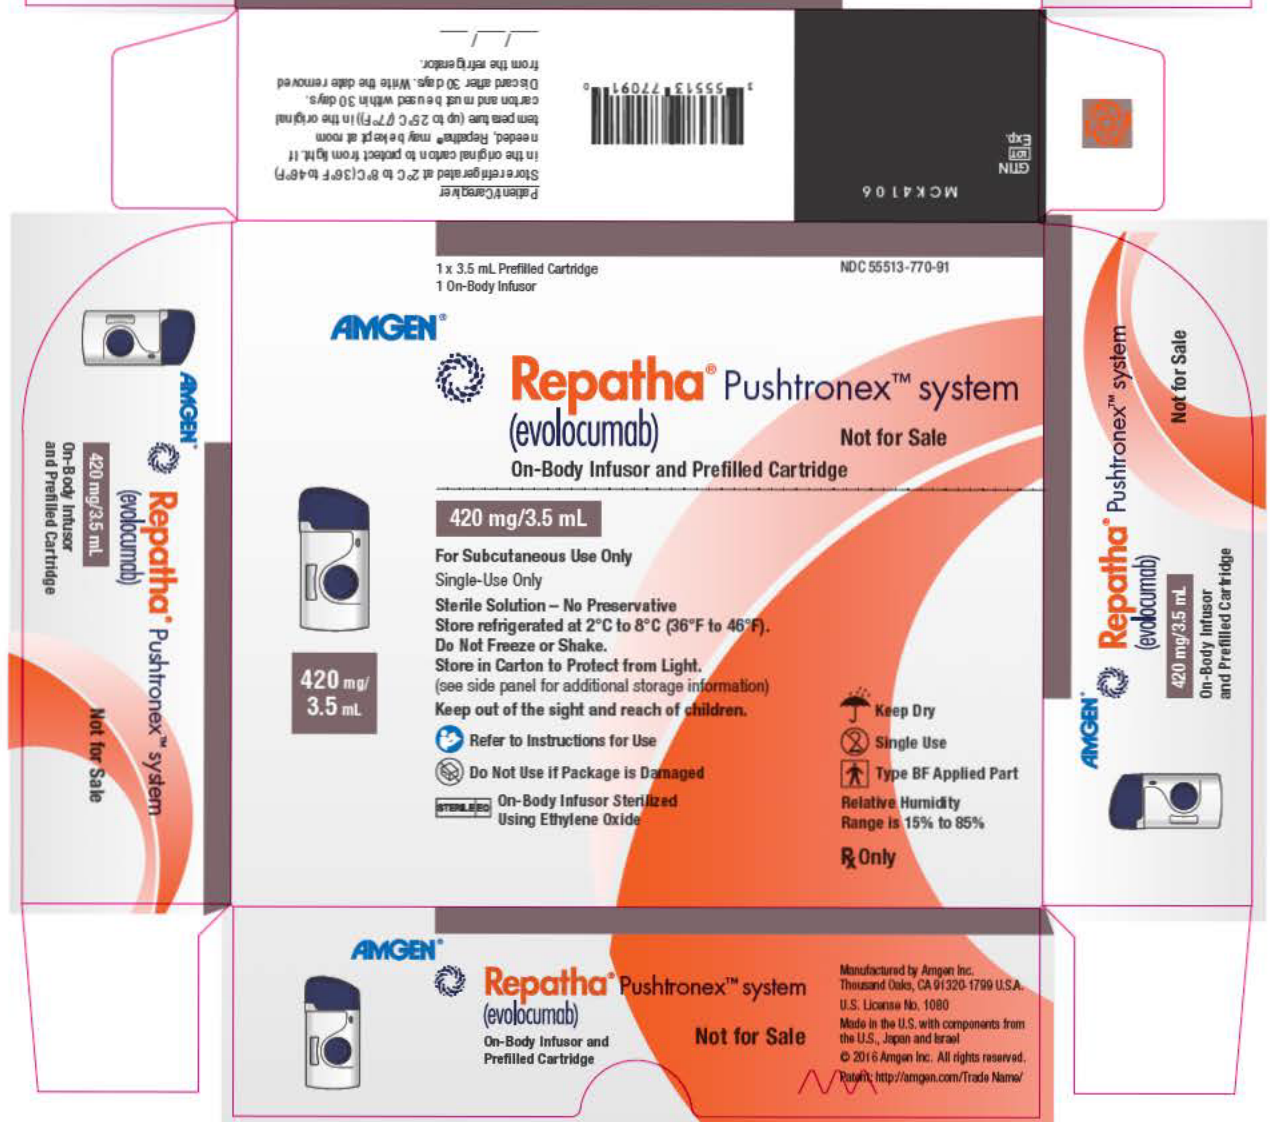 Patient/Caregiver
Store refrigerated at 2°C to 8°C (36°F to 46°F)
in the original carton to protect from light. If
needed, Repatha® may be kept at room
temperature (up to 25°C (77°F)) in the original
carton and must be used within 30 days.
Discard after 30 days. Write the date removed
from the refrigerator.
___/___/___
3 55513 77091 0
MCK4106
GTIN
LOT
Exp.
1 x 3.5 mL Prefilled Cartridge
1 On-Body Infusor
NDC 55513-770-91
AMGEN®
Repatha® Pushtronex™ system
(evolocumab)
Not for Sale
On-Body Infusor and Prefilled Cartridge
420 mg/3.5 mL
For Subcutaneous Use Only
Single-Use Only
Sterile Solution – No Preservative
Store refrigerated at 2°C to 8°C (36°F to 46°F).
Do Not Freeze or Shake.
Store in Carton to Protect from Light.
(see side panel for additional storage information)
Keep out of the sight and reach of children.
Refer to Instructions for Use
Do Not Use if Package is Damaged
STERILE EO
On-Body Infusor Sterilized
Using Ethylene Oxide
420 mg/
3.5 mL
Keep Dry
2
Single Use
Type BF Applied Part
Relative Humidity
Range is 15% to 85%
Rx Only
AMGEN®
Repatha® Pushtronex™ system
(evolocumab)
420 mg/3.5 mL
On-Body Infusor
and Prefilled Cartridge
Not for Sale
AMGEN®
Repatha® Pushtronex™ system
(evolocumab)
420 mg/3.5 mL
On-Body Infusor
and Prefilled Cartridge
Not for Sale
AMGEN®
Repatha® Pushtronex™ system
(evolocumab)
On-Body Infusor and
Prefilled Cartridge
Not for Sale
Manufactured by Amgen Inc.
Thousand Oaks, CA 91320-1799 U.S.A.
U.S. License No. 1080
Made in the U.S. with components from
the U.S., Japan and Israel
© 2016 Amgen Inc. All rights reserved.
Patent: http://amgen.com/Trade Name/